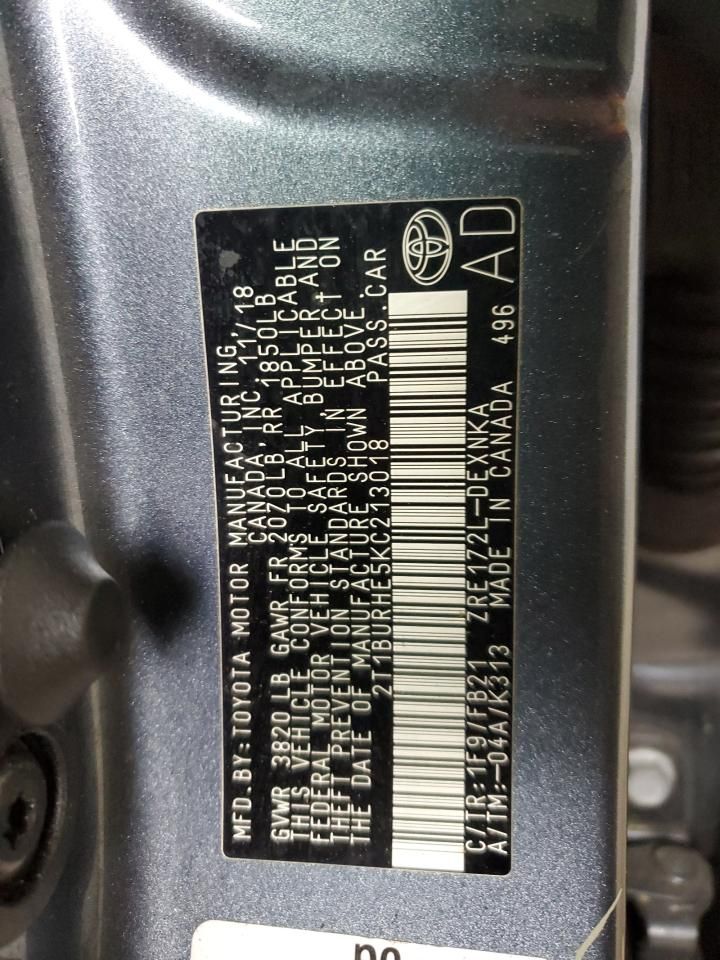 MFD.BY:TOYOTA MOTOR MANUFACTURING,
CANADA, INC. 11/18
GVWR 3820LB GAWR FR 2070LB RR 1850LB
THIS VEHICLE CONFORMS TO ALL APPLICABLE
FEDERAL MOTOR VEHICLE SAFETY, BUMPER, AND
THEFT PREVENTION STANDARDS IN EFFECT ON
THE DATE OF MANUFACTURE SHOWN ABOVE.
2T1BURHE5KC213018 PASS.CAR
C/TR:1F9/FB21 ZRE172L-DEXNKA AD
A/TM:-04A/K313 MADE IN CANADA 496